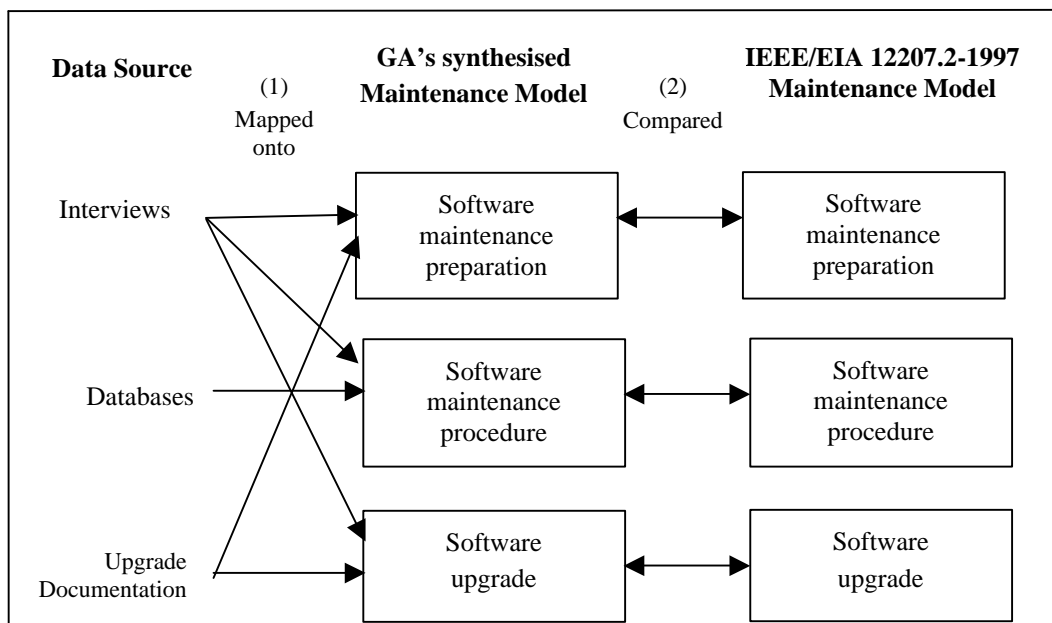 Data Source
(1)
Mapped
onto
GA's synthesised
Maintenance Model
(2)
Compared
IEEE/EIA 12207.2-1997
Maintenance Model
Interviews
Software
maintenance
preparation
Software
maintenance
preparation
Databases
Software
maintenance
procedure
Software
maintenance
procedure
Upgrade
Documentation
Software
upgrade
Software
upgrade